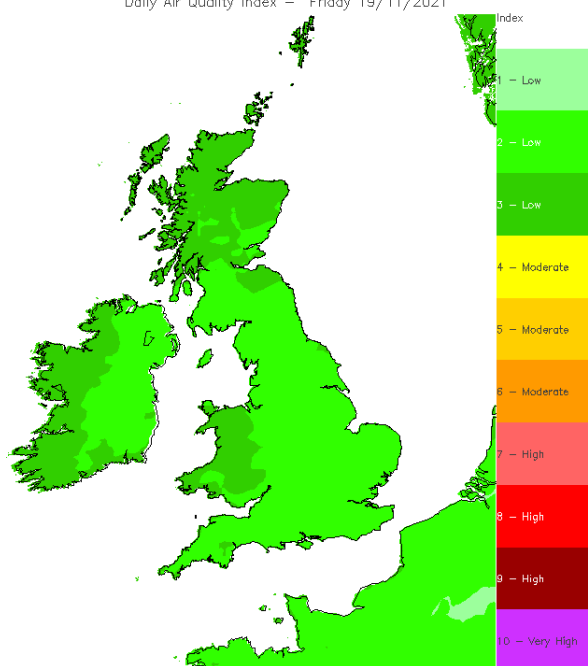 Daily Air Quality Index – Friday 19/11/2021
Index
1 – Low
2 – Low
3 – Low
4 – Moderate
5 – Moderate
6 – Moderate
7 – High
8 – High
9 – High
10 – Very High